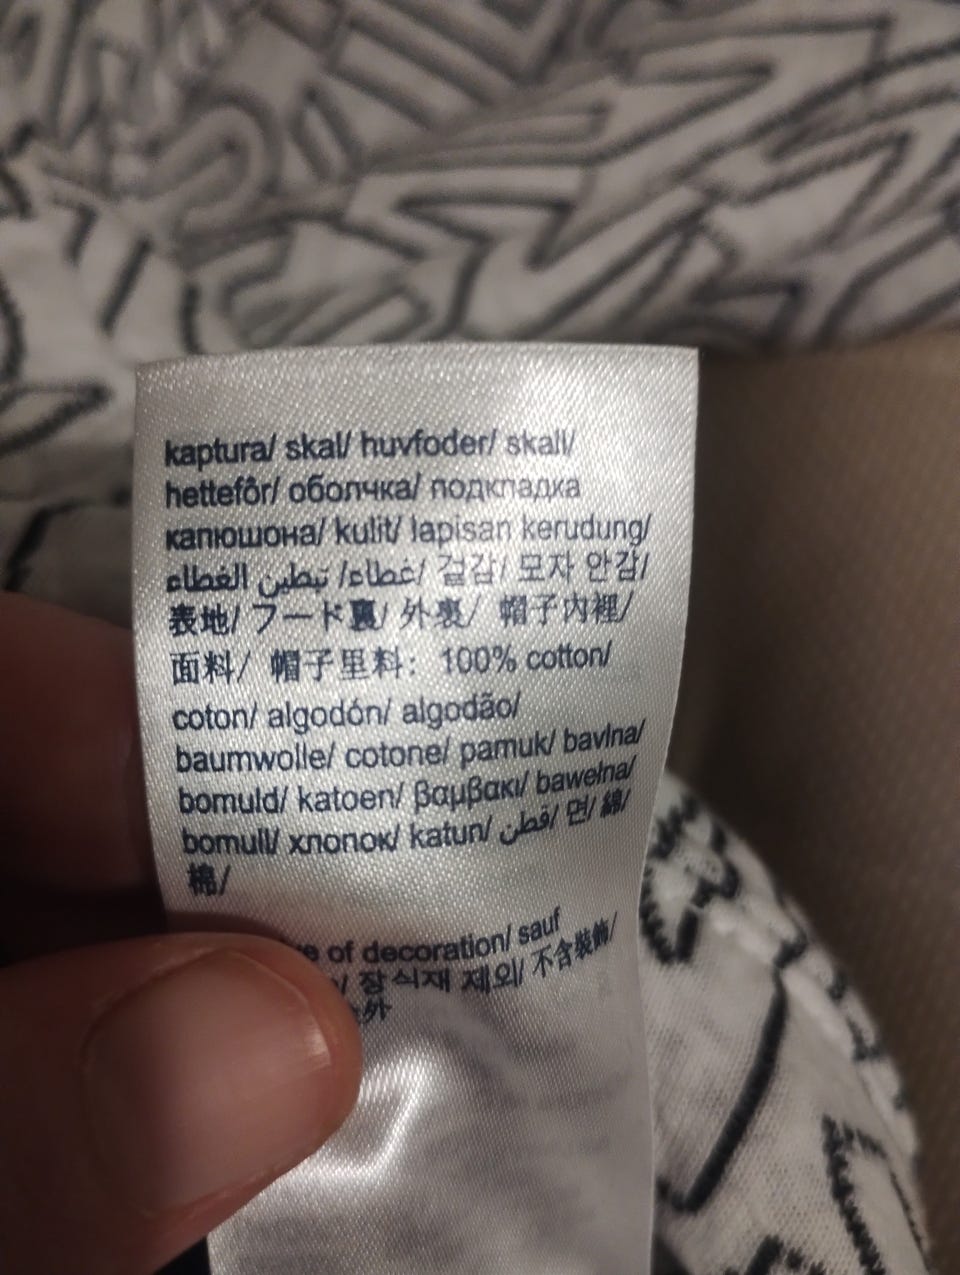 kaptura/ skal/ huvfoder/ skall/
hettefôr/ оболчка/ подкладка
капюшона/ kulit/ lapisan kerudung/
غطاء/ تبطين الغطاء/ 겉감/ 모자 안감/
表地/ フード裏/ 外裏/ 帽子內裡/
面料/ 帽子里料: 100% cotton/
coton/ algodón/ algodão/
baumwolle/ cotone/ pamuk/ bavlna/
bomuld/ katoen/ βαμβακι/ bawełna/
bomull/ хлопок/ katun/ قطن/ 면/ 綿/
棉/
of decoration/ sauf
장식재 제외/ 不含裝飾/
外